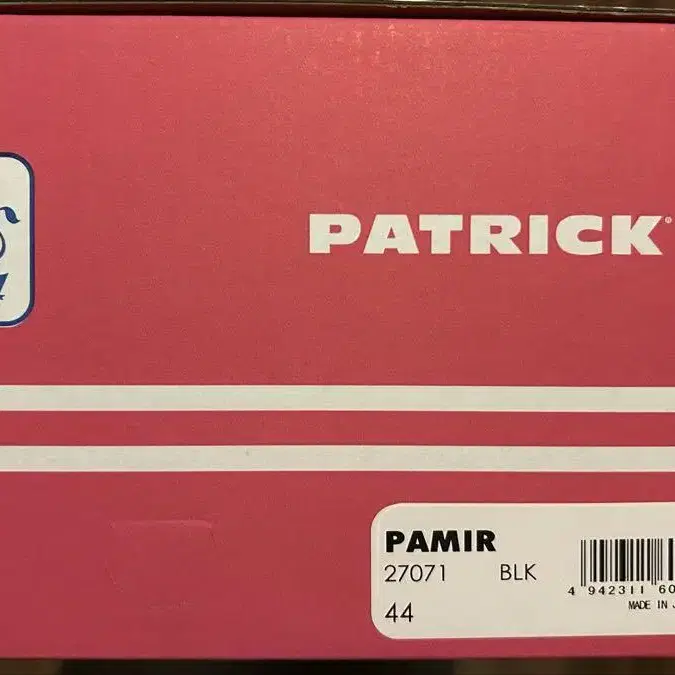 PATRICK®
PAMIR
27071 BLK
44
4 942311 60
MADE IN J